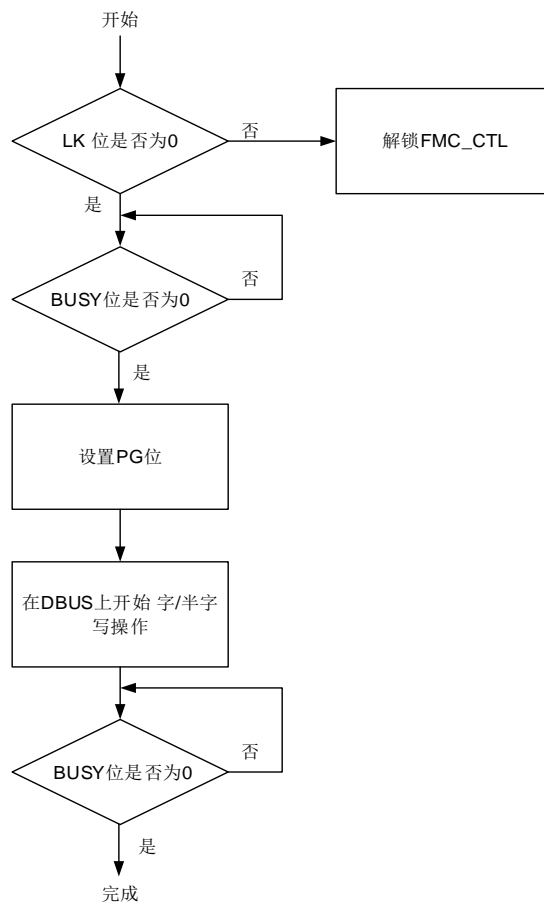 开始
LK 位是否为0
否
解锁FMC_CTL
是
BUSY位是否为0
否
是
设置PG位
在DBUS上开始 字/半字
写操作
BUSY位是否为0
否
是
完成